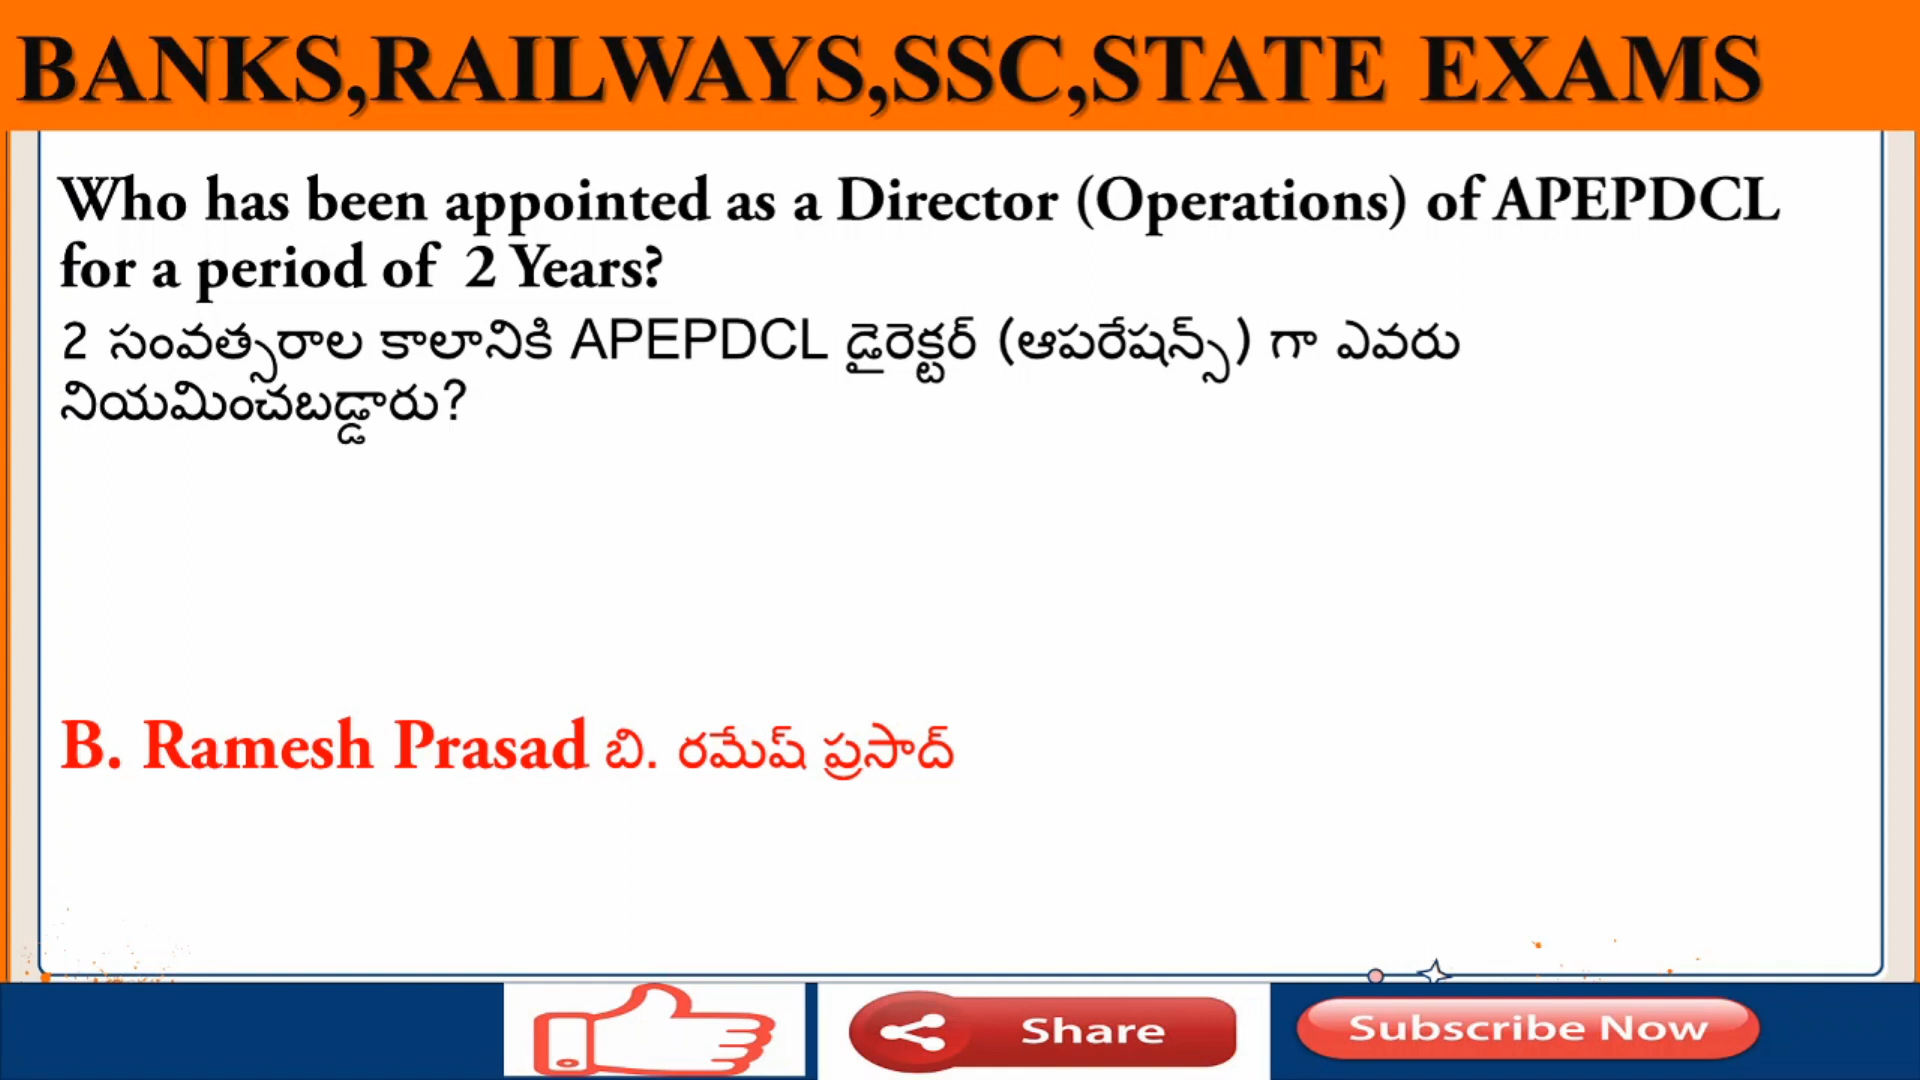 BANKS,RAILWAYS,SSC,STATE EXAMS
Who has been appointed as a Director (Operations) of APEPDCL
for a period of 2 Years?
2 సంవత్సరాల కాలానికి APEPDCL డైరెక్టర్ (ఆపరేషన్స్) గా ఎవరు
నియమించబడ్డారు?
B. Ramesh Prasad బి. రమేష్ ప్రసాద్
Share
Subscribe Now